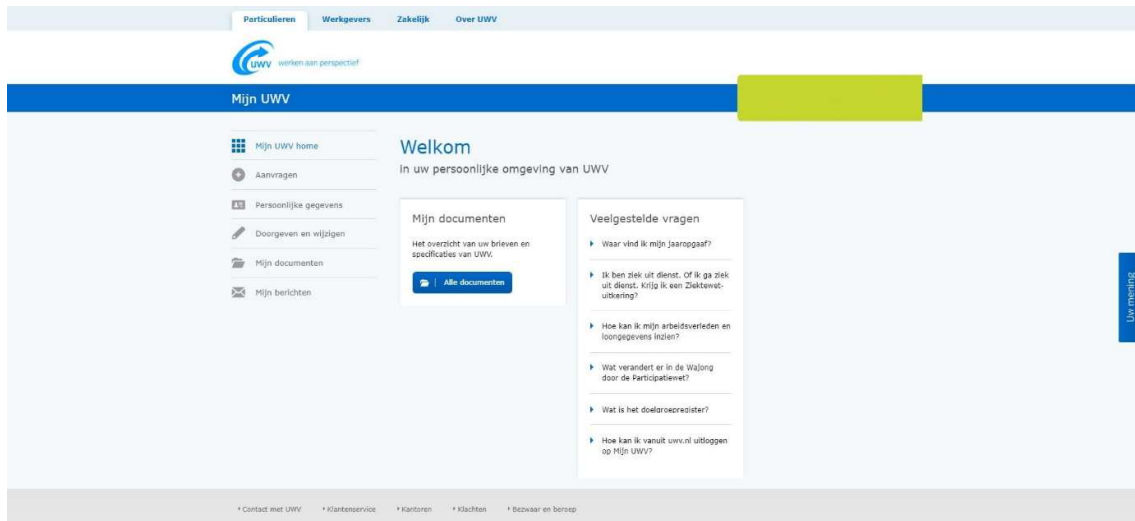 Particulieren Werkgevers Zakelijk Over UWV
UWV werken aan perspectief
Mijn UWV
Mijn UWV home
Aanvragen
Persoonlijke gegevens
Doorgeven en wijzigen
Mijn documenten
Mijn berichten
Welkom
in uw persoonlijke omgeving van UWV
Mijn documenten
Het overzicht van uw brieven en
specificaties van UWV.
Alle documenten
Veelgestelde vragen
Waar vind ik mijn jaaropgaaf?
Ik ben ziek uit dienst. Of ik ga ziek
uit dienst. Krijg ik een Ziektewet-
uitkering?
Hoe kan ik mijn arbeidsverleden en
loongegevens inzien?
Wat verandert er in de Wajong
door de Participatiewet?
Wat is het doelgroepregister?
Hoe kan ik vanuit uwv.nl uitloggen
op Mijn UWV?
Uw mening
Contact met UWV Klantenservice Kantoren Klachten Bezwaar en beroep